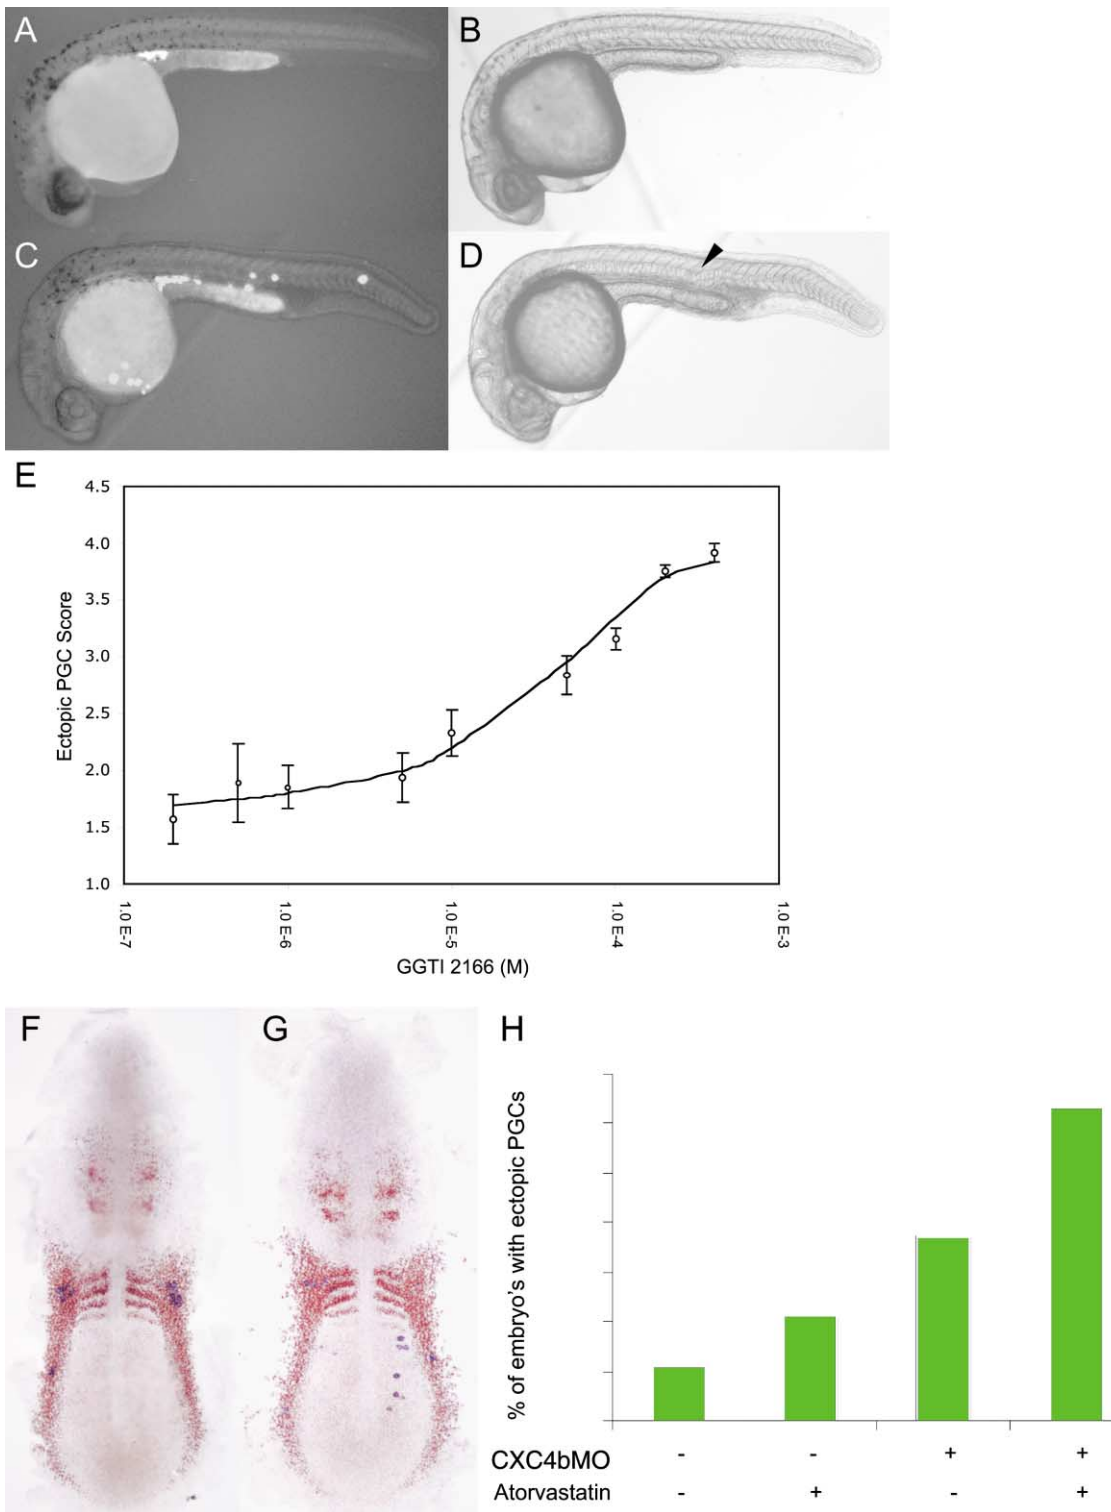 A
B
C
D
E
4.5
4.0
3.5
3.0
2.5
2.0
1.5
1.0
Ectopic PGC Score
1.0 E-7
1.0 E-6
1.0 E-5
1.0 E-4
1.0 E-3
GGTI 2166 (M)
F
G
H
% of embryo's with ectopic PGCs
CXC4bMO - - + +
Atorvastatin - + - +